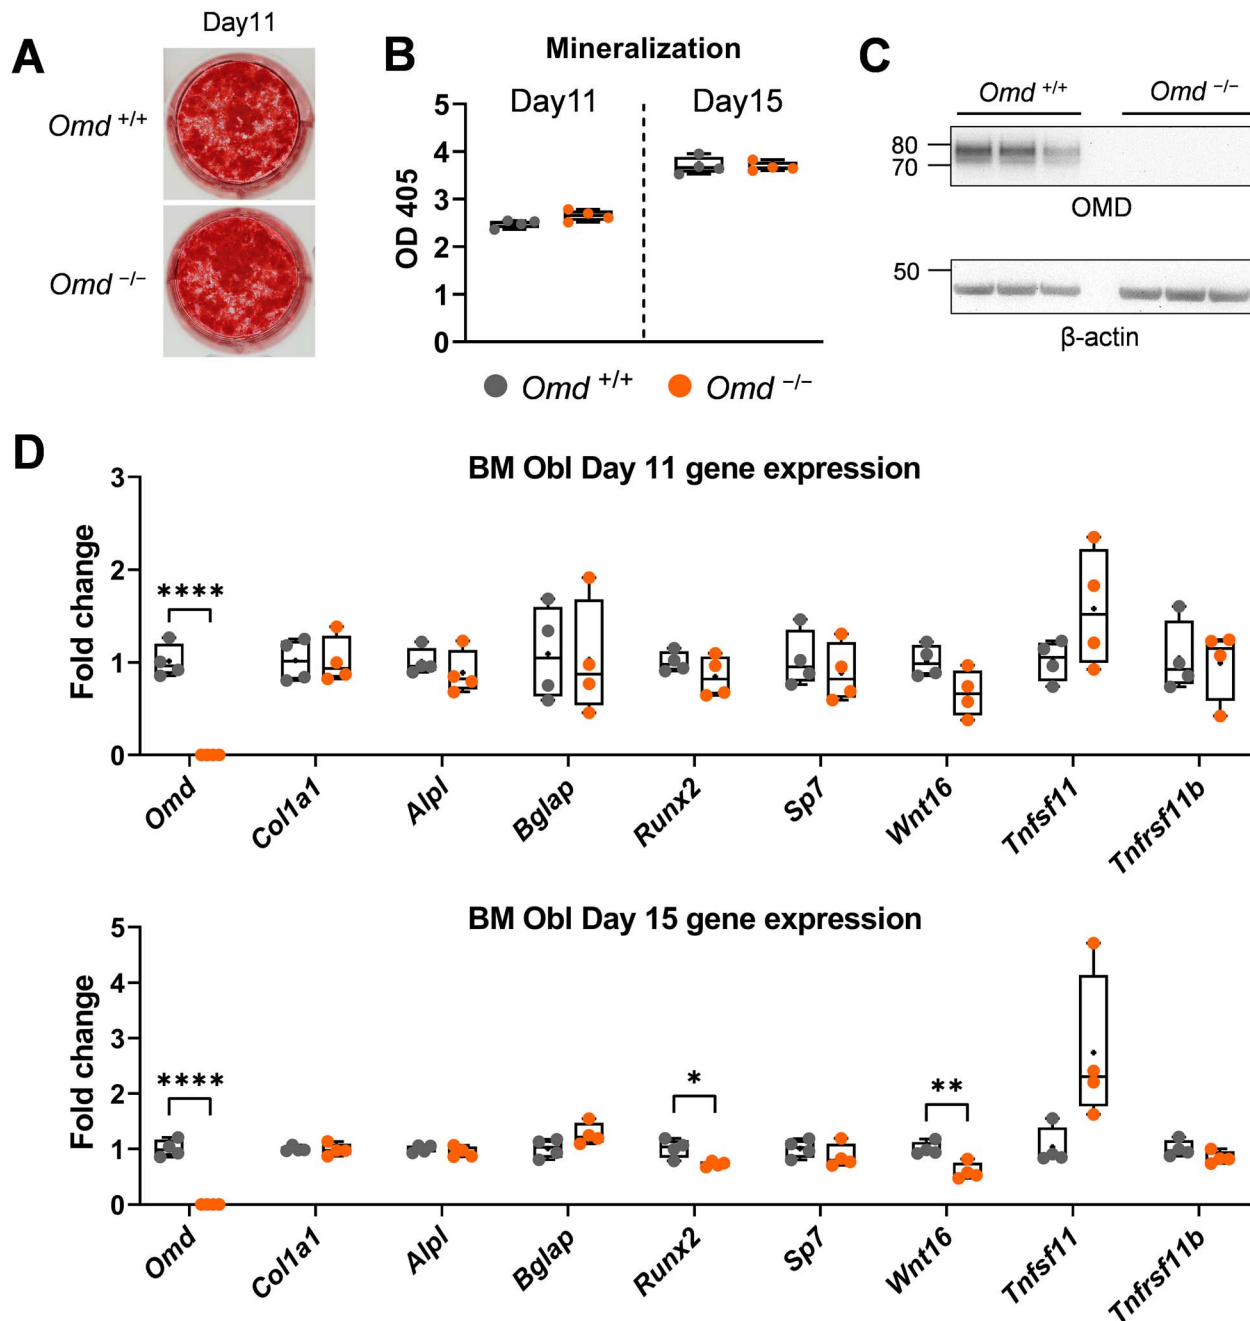 A
Day11
Omd +/+
Omd −/−
B
Mineralization
Day11
Day15
OD 405
5
4
3
2
1
0
Omd +/+
Omd −/−
C
Omd +/+
Omd −/−
80
70
OMD
50
β-actin
D
BM Obl Day 11 gene expression
Fold change
3
2
1
0
****
Omd
Col1a1
Alpl
Bglap
Runx2
Sp7
Wnt16
Tnfsf11
Tnfrsf11b
BM Obl Day 15 gene expression
Fold change
5
4
3
2
1
0
****
*
**
Omd
Col1a1
Alpl
Bglap
Runx2
Sp7
Wnt16
Tnfsf11
Tnfrsf11b